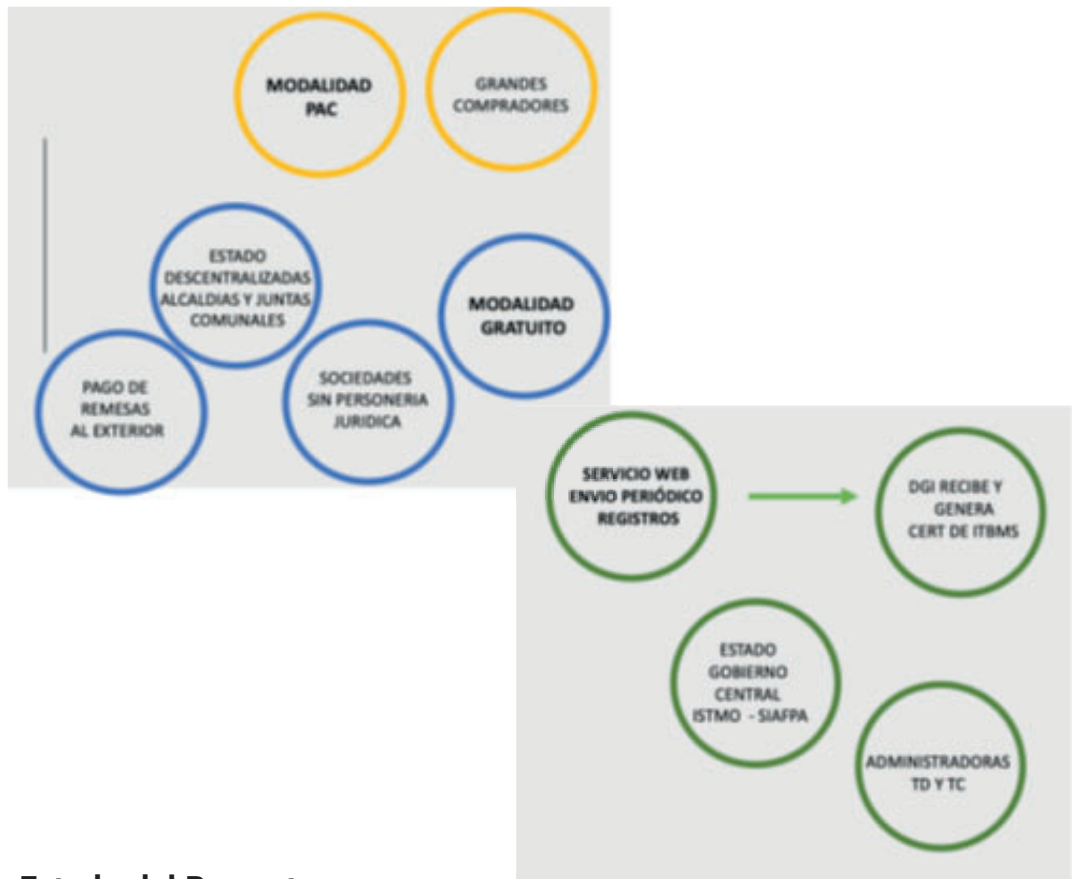 MODALIDAD
PAC
GRANDES
COMPRADORES
ESTADO
DESCENTRALIZADAS
ALCALDIAS Y JUNTAS
COMUNALES
MODALIDAD
GRATUITO
PAGO DE
REMESAS
AL EXTERIOR
SOCIEDADES
SIN PERSONERIA
JURIDICA
SERVICIO WEB
ENVIO PERIÓDICO
REGISTROS
DGI RECIBE Y
GENERA
CERT DE ITBMS
ESTADO
GOBIERNO
CENTRAL
ISTMO - SIAFPA
ADMINISTRADORAS
TD Y TC